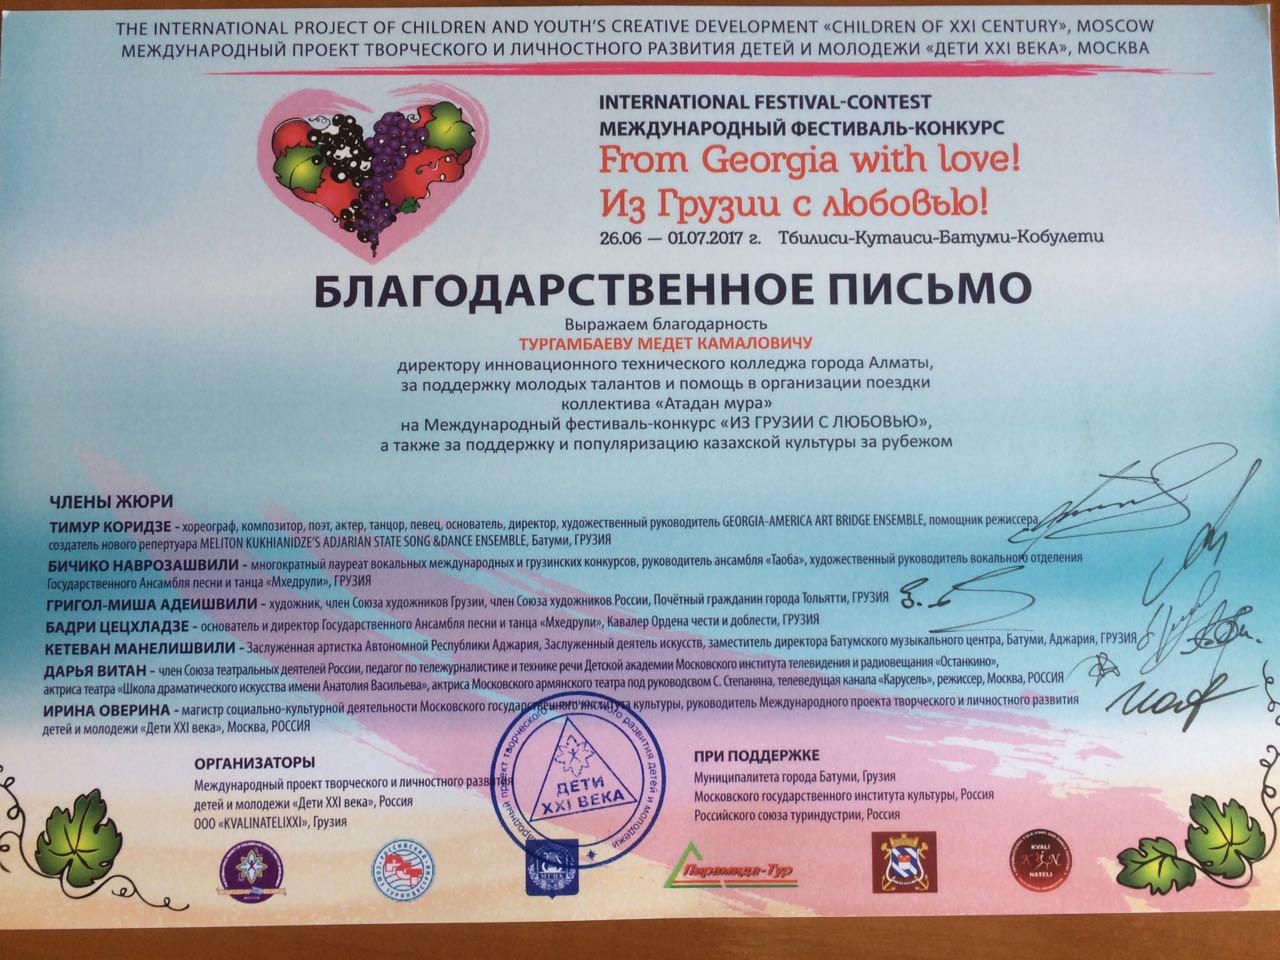 THE INTERNATIONAL PROJECT OF CHILDREN AND YOUTH'S CREATIVE DEVELOPMENT «CHILDREN OF XXI CENTURY», MOSCOW
МЕЖДУНАРОДНЫЙ ПРОЕКТ ТВОРЧЕСКОГО И ЛИЧНОСТНОГО РАЗВИТИЯ ДЕТЕЙ И МОЛОДЕЖИ «ДЕТИ XXI ВЕКА», МОСКВА
INTERNATIONAL FESTIVAL-CONTEST
МЕЖДУНАРОДНЫЙ ФЕСТИВАЛЬ-КОНКУРС
From Georgia with love!
Из Грузии с любовью!
26.06 — 01.07.2017 г. Тбилиси-Кутаиси-Батуми-Кобулети
БЛАГОДАРСТВЕННОЕ ПИСЬМО
Выражаем благодарность
ТУРГАМБАЕВУ МЕДЕТ КАМАЛОВИЧУ
директору инновационного технического колледжа города Алматы,
за поддержку молодых талантов и помощь в организации поездки
коллектива «Атадан мура»
на Международный фестиваль-конкурс «ИЗ ГРУЗИИ С ЛЮБОВЬЮ»,
а также за поддержку и популяризацию казахской культуры за рубежом
ЧЛЕНЫ ЖЮРИ
ТИМУР КОРИДЗЕ - хореограф, композитор, поэт, актер, танцор, певец, основатель, директор, художественный руководитель GEORGIA-AMERICA ART BRIDGE ENSEMBLE, помощник режиссера,
создатель нового репертуара MELITON KUKHIANIDZE'S ADJARIAN STATE SONG &DANCE ENSEMBLE, Батуми, ГРУЗИЯ
БИЧИКО НАВРОЗАШВИЛИ - многократный лауреат вокальных международных и грузинских конкурсов, руководитель ансамбля «Таоба», художественный руководитель вокального отделения
Государственного Ансамбля песни и танца «Мхедрули», ГРУЗИЯ
ГРИГОЛ-МИША АДЕИШВИЛИ - художник, член Союза художников Грузии, член Союза художников России, Почётный гражданин города Тольятти, ГРУЗИЯ
БАДРИ ЦЕЦХЛАДЗЕ - основатель и директор Государственного Ансамбля песни и танца «Мхедрули», Кавалер Ордена чести и доблести, ГРУЗИЯ
КЕТЕВАН МАНЕЛИШВИЛИ - Заслуженная артистка Автономной Республики Аджария, Заслуженный деятель искусств, заместитель директора Батумского музыкального центра, Батуми, Аджария, ГРУЗИЯ
ДАРЬЯ ВИТАН - член Союза театральных деятелей России, педагог по тележурналистике и технике речи Детской академии Московского института телевидения и радиовещания «Останкино»,
актриса театра «Школа драматического искусства имени Анатолия Васильева», актриса Московского армянского театра под руководсвом С. Степаняна, телеведущая канала «Карусель», режиссер, Москва, РОССИЯ
ИРИНА ОВЕРИНА - магистр социально-культурной деятельности Московского государственного института культуры, руководитель Международного проекта творческого и личностного развития
детей и молодежи «Дети XXI века», Москва, РОССИЯ
ОРГАНИЗАТОРЫ
Международный проект творческого и личностного развития
детей и молодежи «Дети XXI века», Россия
ООО «KVALINATELIXXI», Грузия
ДЕТИ
XXI ВЕКА
ПРИ ПОДДЕРЖКЕ
Муниципалитета города Батуми, Грузия
Московского государственного института культуры, Россия
Российского союза туриндустрии, Россия
Пирамида-Тур
KVALI
NATELI